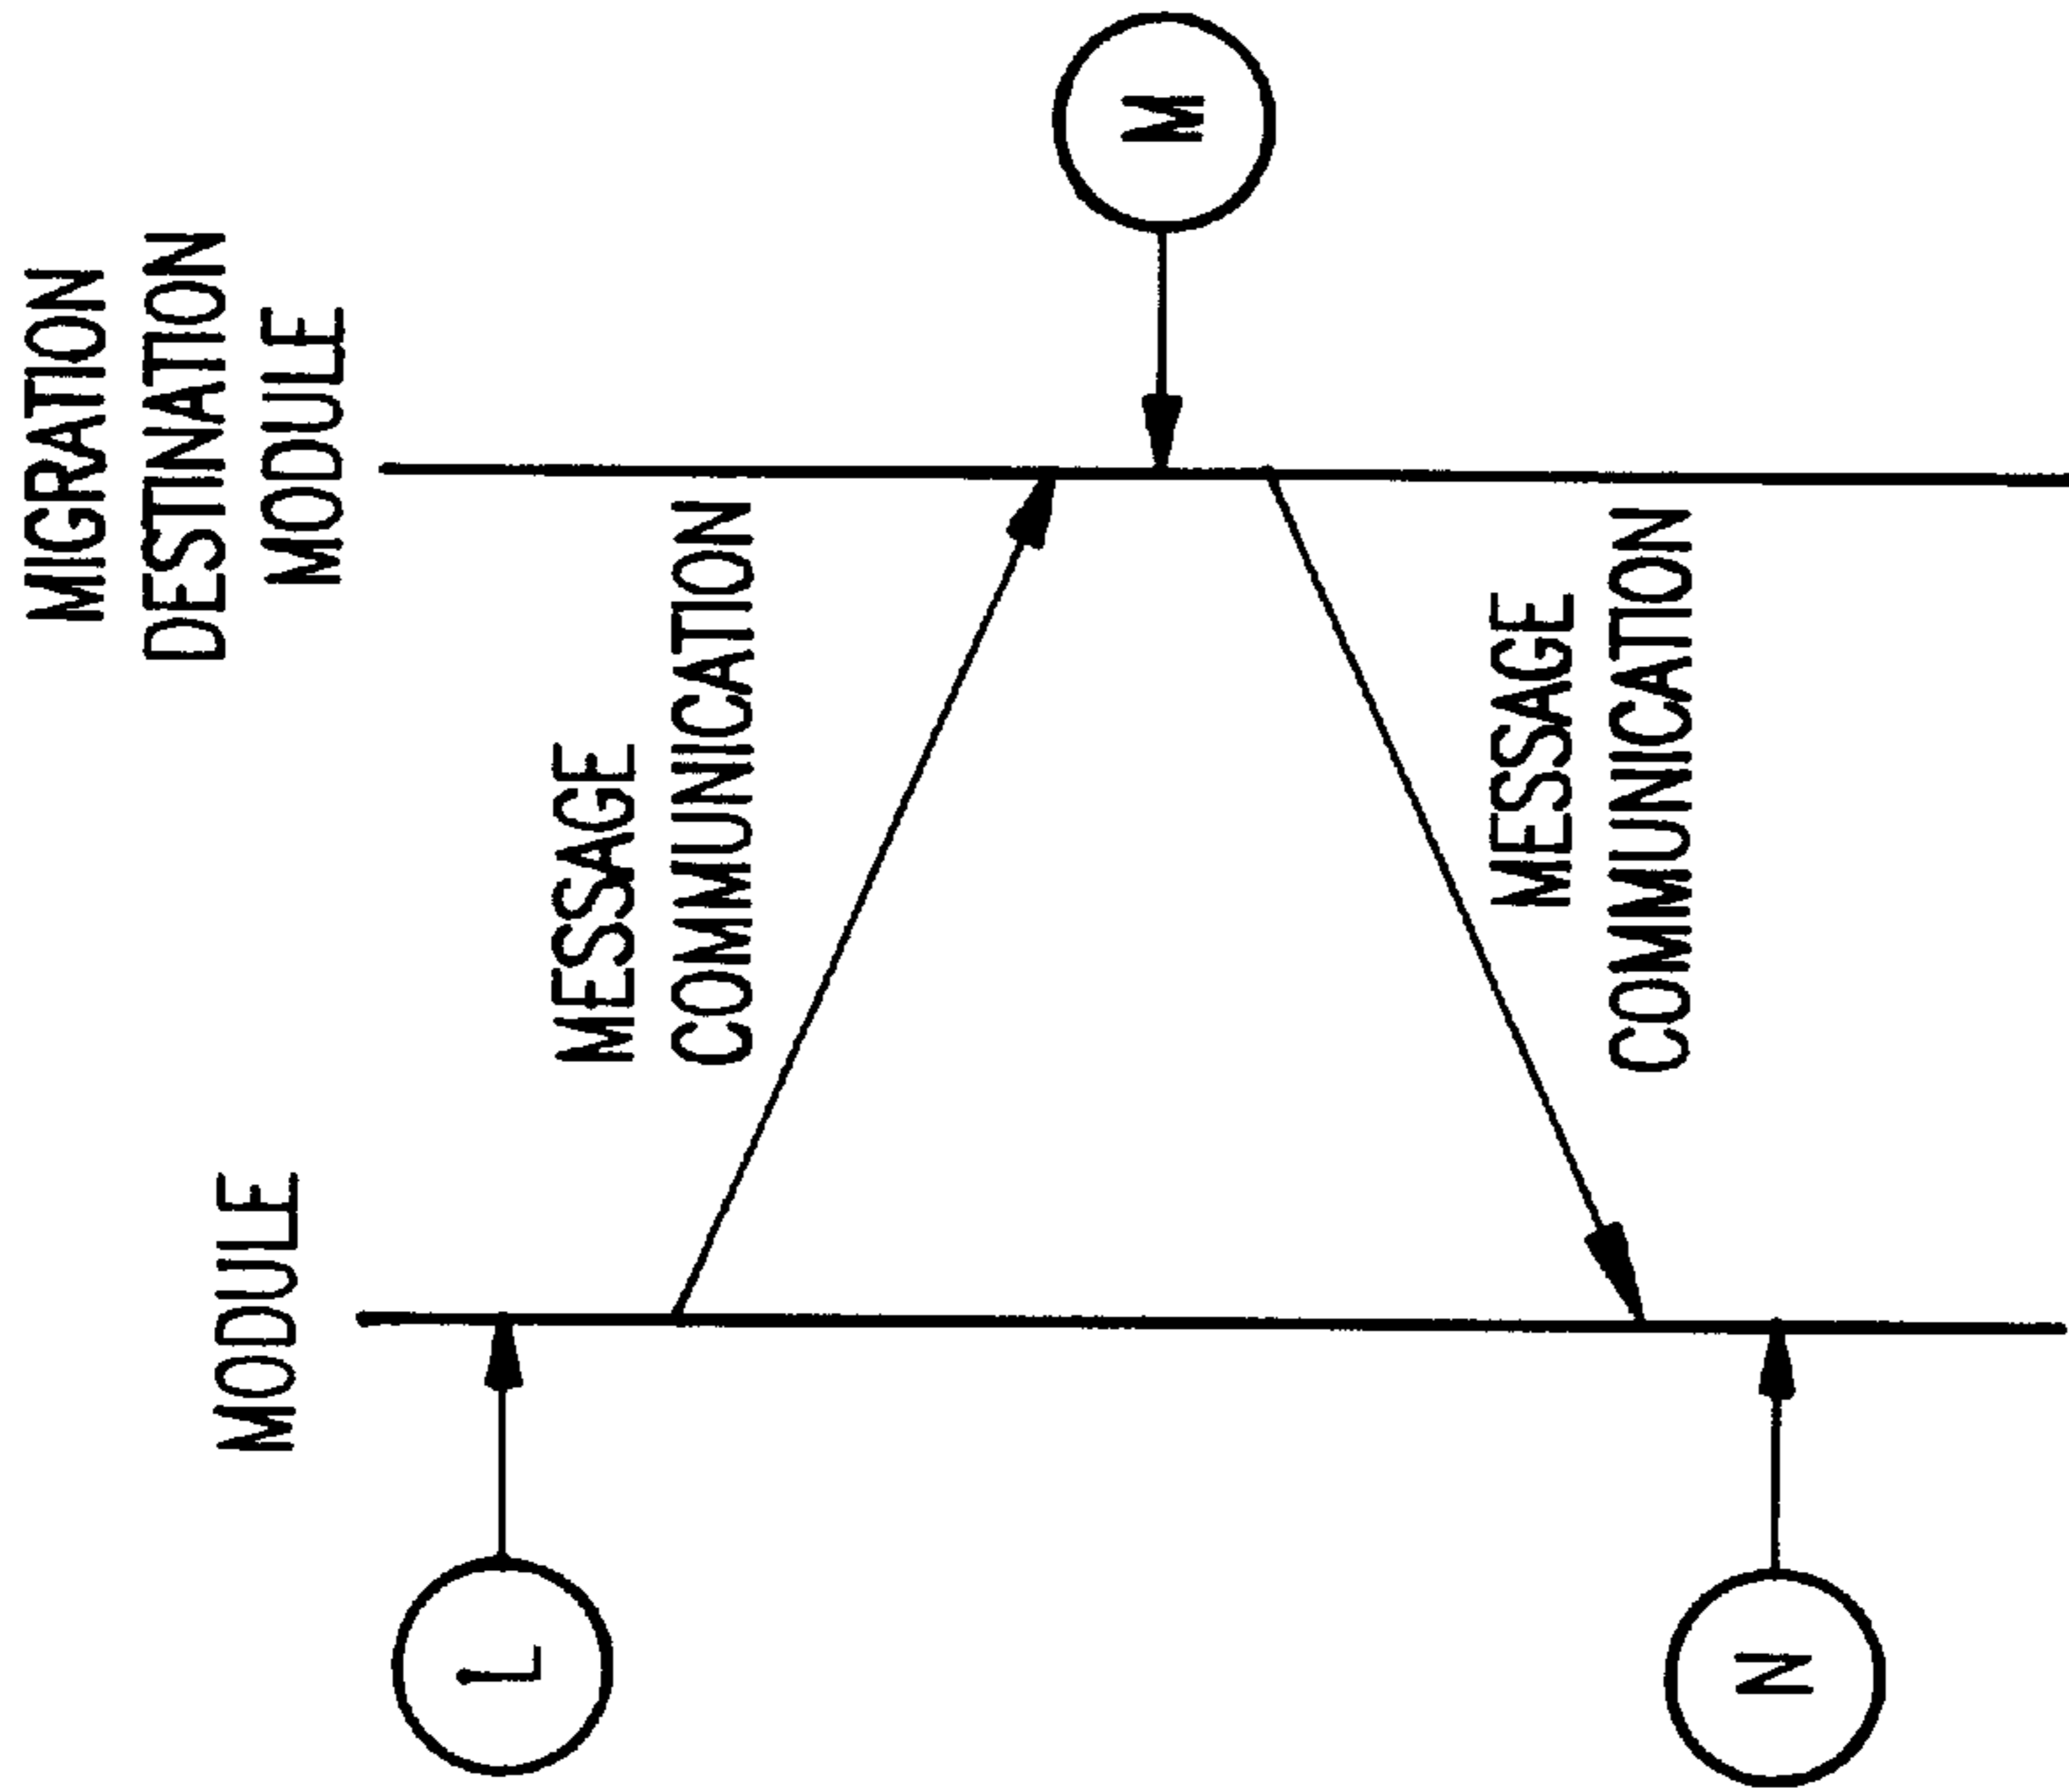 MODULE
MIGRATION
DESTINATION
MODULE
L
MESSAGE
COMMUNICATION
M
MESSAGE
COMMUNICATION
N